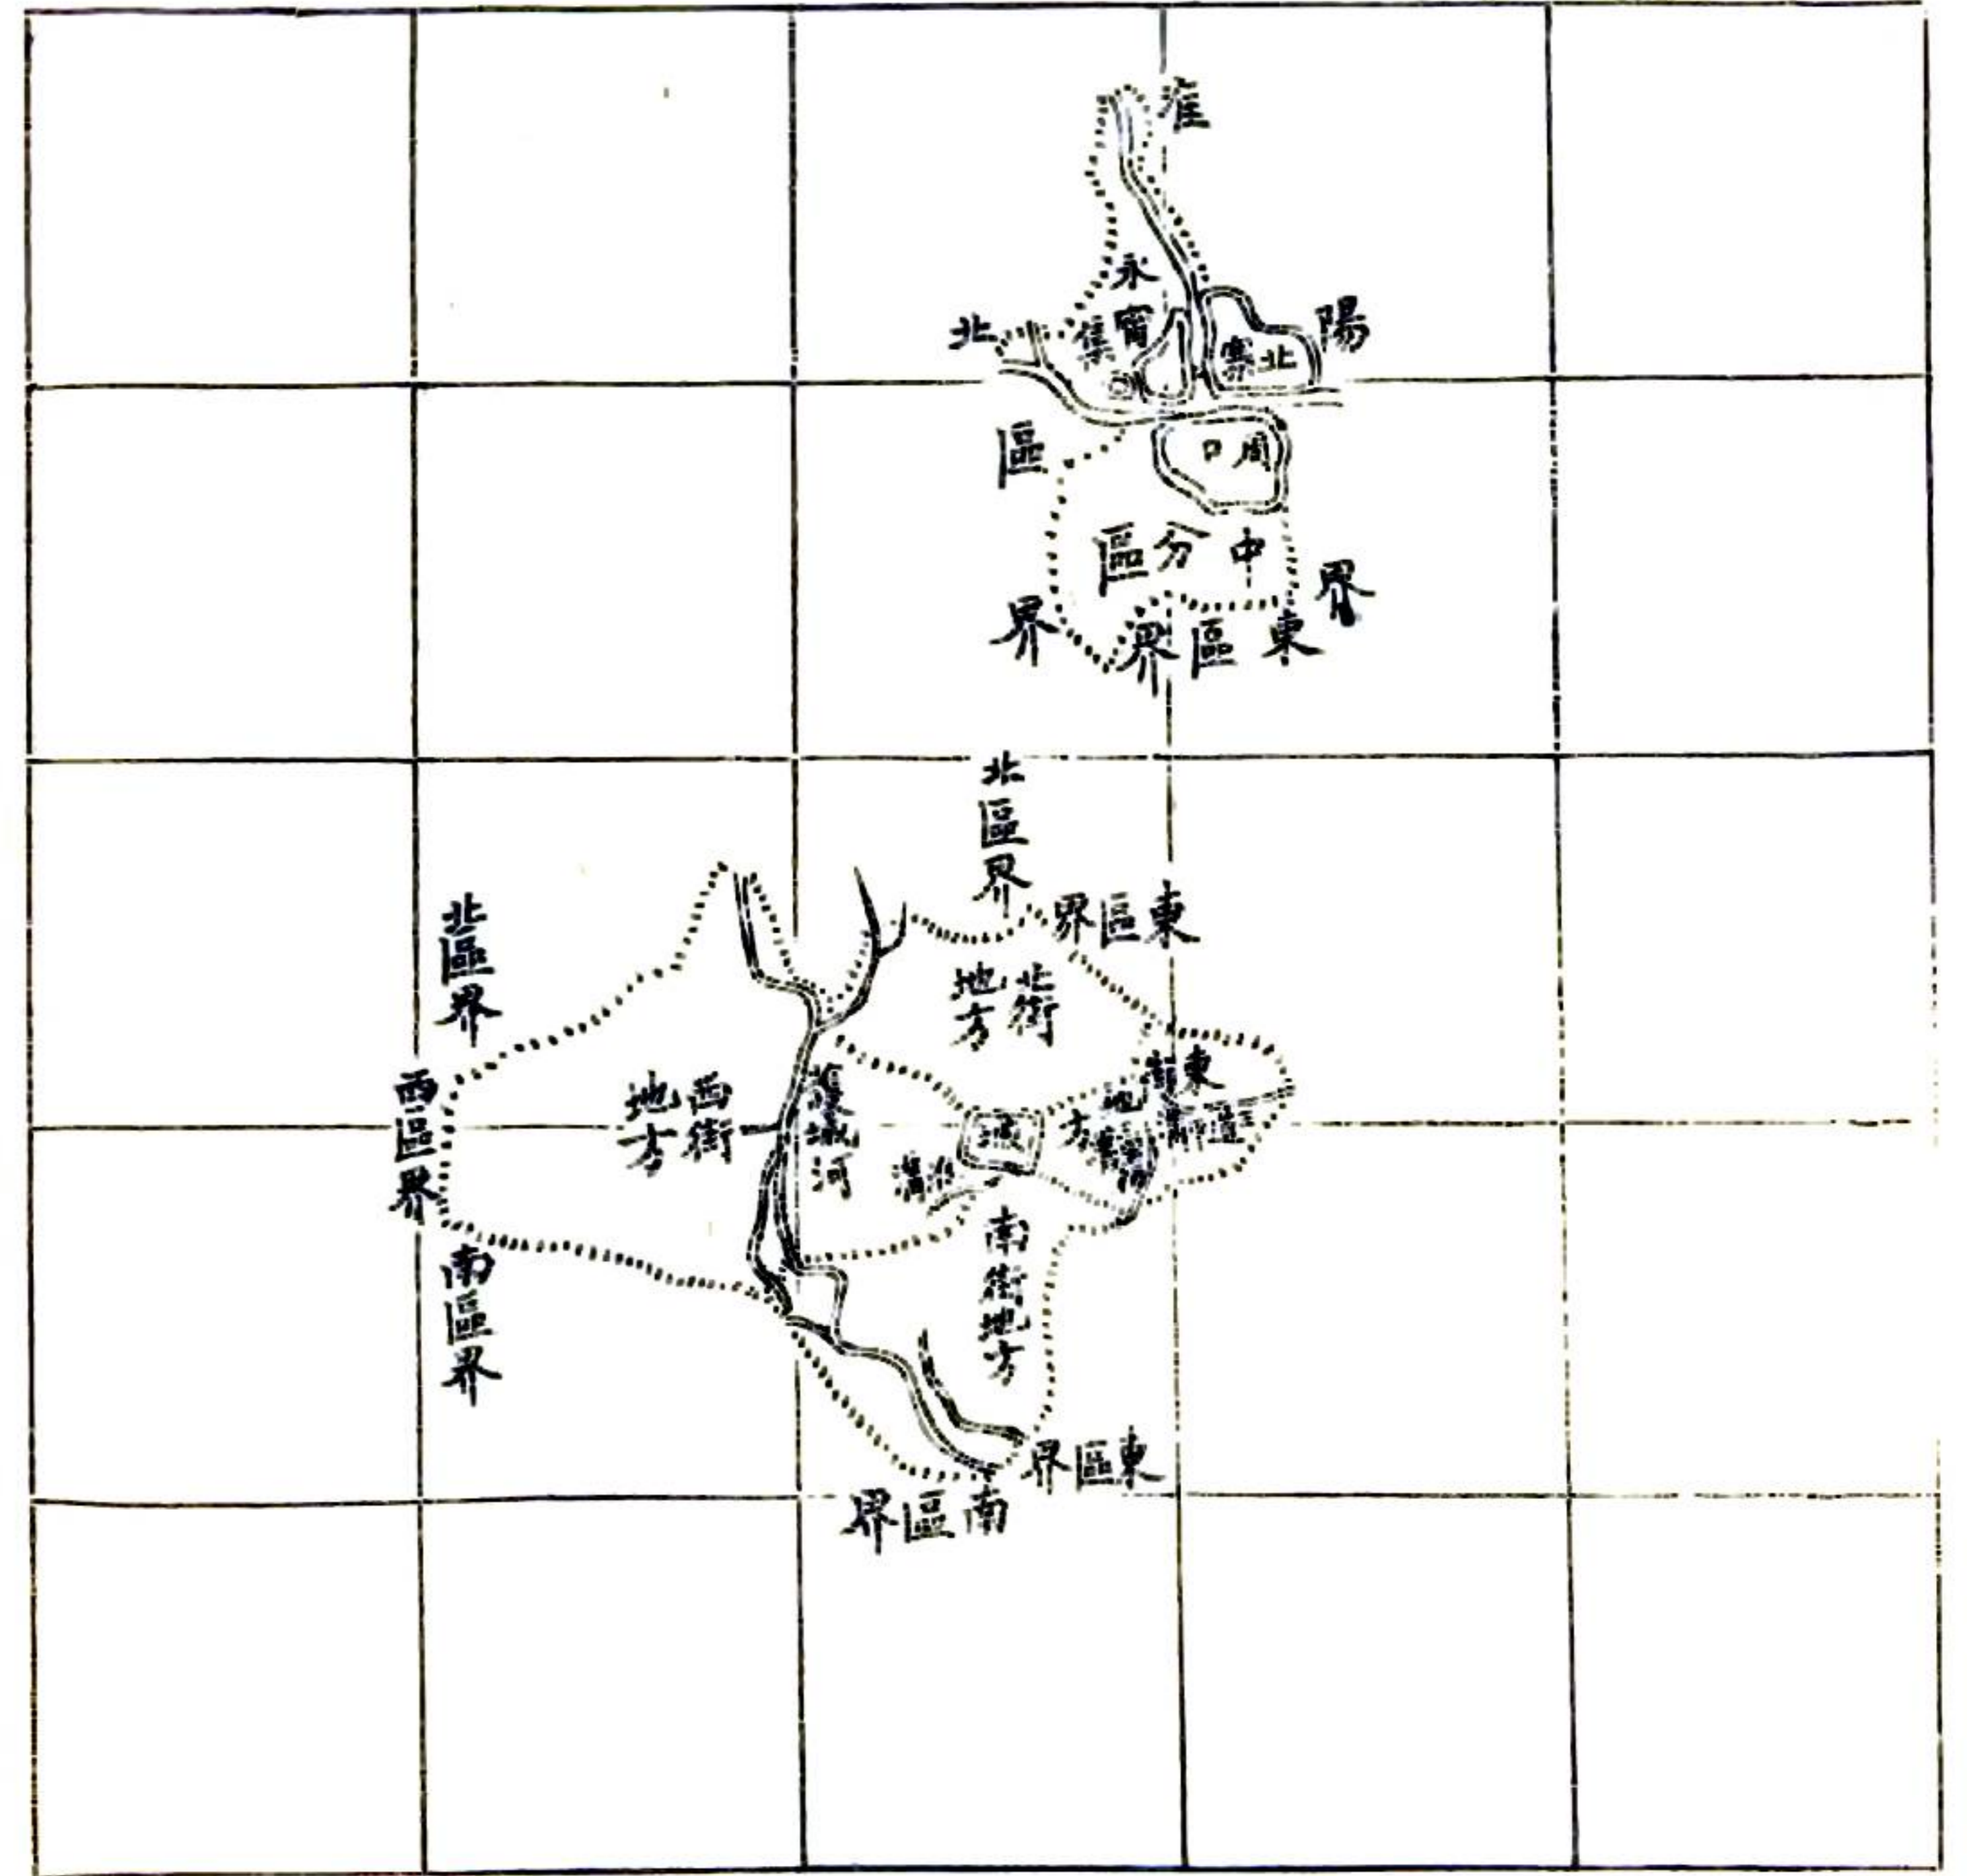 淮陽界
永寧集
北寨
周口
中分區
北區界
東區界
北區界
東區界
北街地方
北區界
西區界
南區界
西街地方
護城河
城
東街地方
南街地方
東區界
南區界